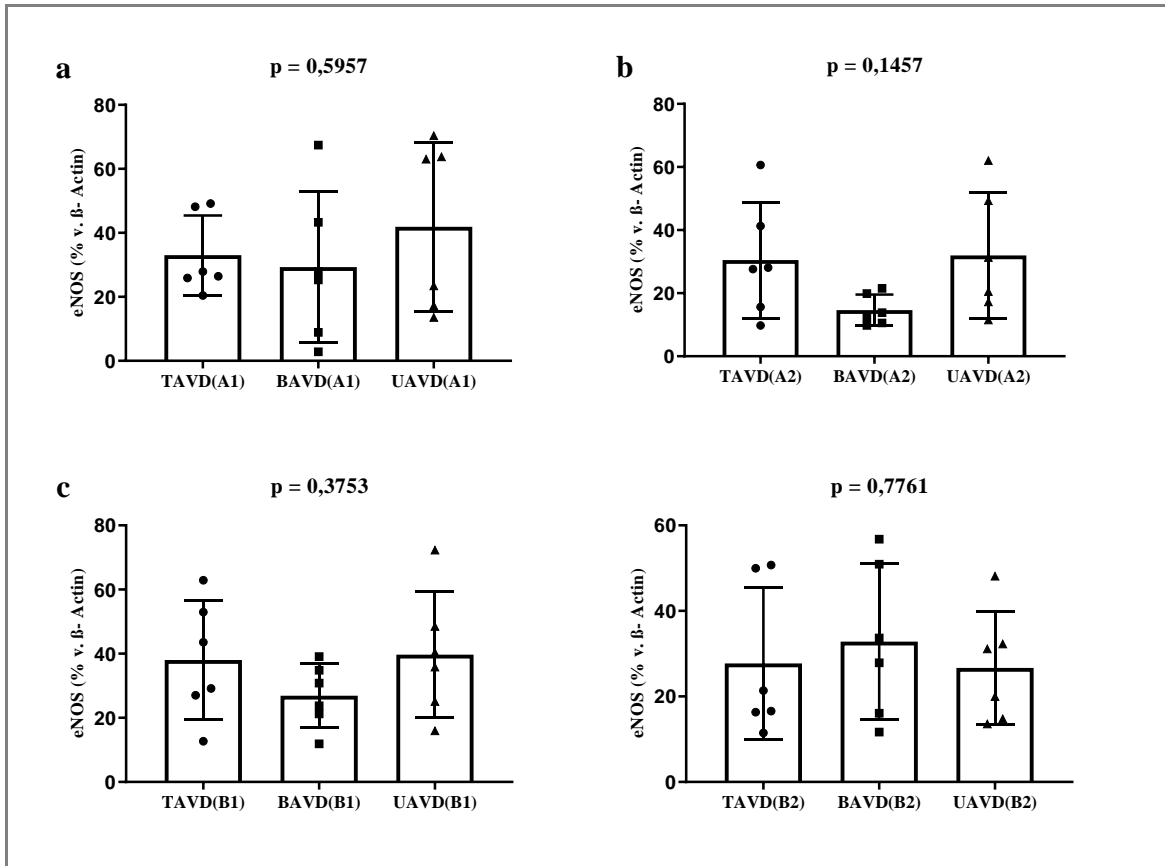 a
p = 0,5957
eNOS (% v. ß- Actin)
80
60
40
20
0
TAVD(A1) BAVD(A1) UAVD(A1)
b
p = 0,1457
eNOS (% v. ß- Actin)
80
60
40
20
0
TAVD(A2) BAVD(A2) UAVD(A2)
c
p = 0,3753
eNOS (% v. ß- Actin)
80
60
40
20
0
TAVD(B1) BAVD(B1) UAVD(B1)
p = 0,7761
eNOS (% v. ß- Actin)
60
40
20
0
TAVD(B2) BAVD(B2) UAVD(B2)